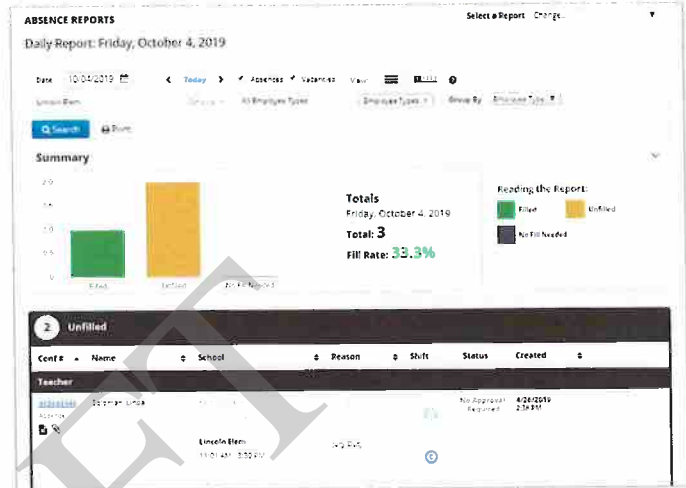 ABSENCE REPORTS
Select a Report Change...
Daily Report: Friday, October 4, 2019
Date 10/04/2019 < Today > Absences Vacancies View
Lincoln Elem All Employee Types Employee Types Group By Employee Type
Search Print
Summary
2.0
1.5
1.0
0.5
0
Filled Unfilled No Fill Needed
Totals
Friday, October 4, 2019
Total: 3
Fill Rate: 33.3%
Reading the Report:
Filled Unfilled
No Fill Needed
2 Unfilled
Conf # Name School Reason Shift Status Created
Teacher
Absence
No Approval Required
4/26/2019
2:38 PM
Lincoln Elem
Jury Duty